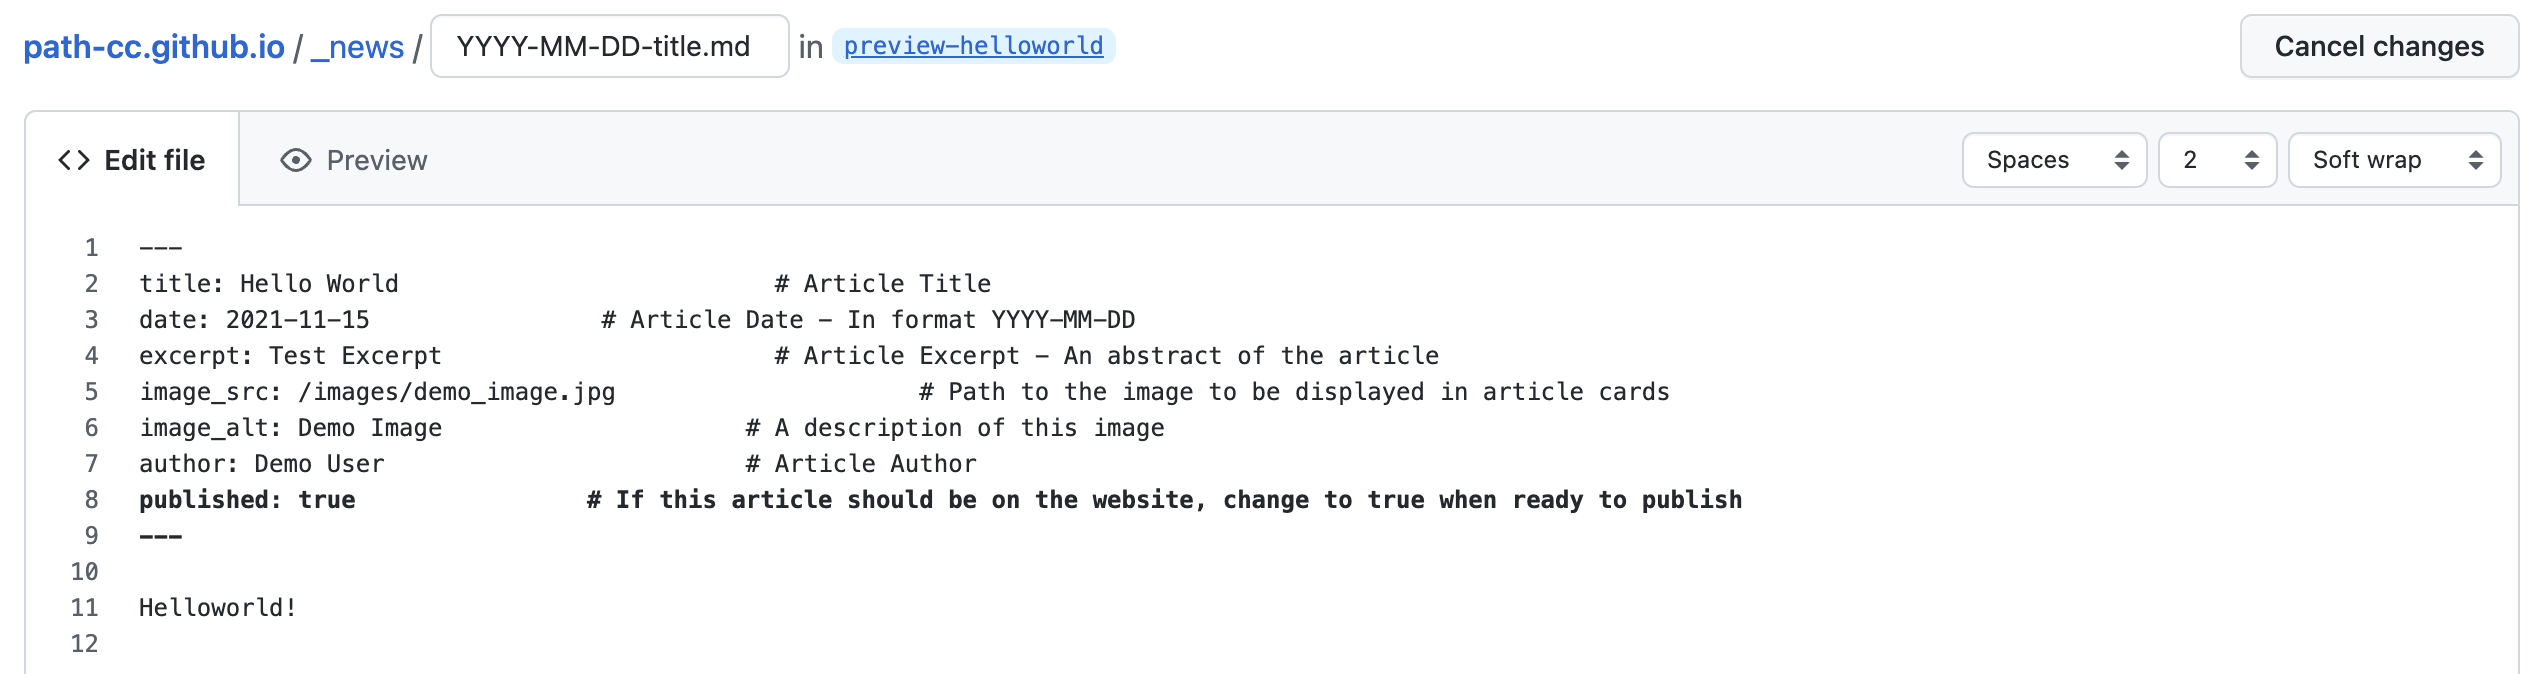 path-cc.github.io / _news / YYYY-MM-DD-title.md in preview-helloworld Cancel changes
<> Edit file Preview Spaces 2 Soft wrap
1 ---
2 title: Hello World # Article Title
3 date: 2021-11-15 # Article Date - In format YYYY-MM-DD
4 excerpt: Test Excerpt # Article Excerpt - An abstract of the article
5 image_src: /images/demo_image.jpg # Path to the image to be displayed in article cards
6 image_alt: Demo Image # A description of this image
7 author: Demo User # Article Author
8 published: true # If this article should be on the website, change to true when ready to publish
9 ---
10
11 Helloworld!
12